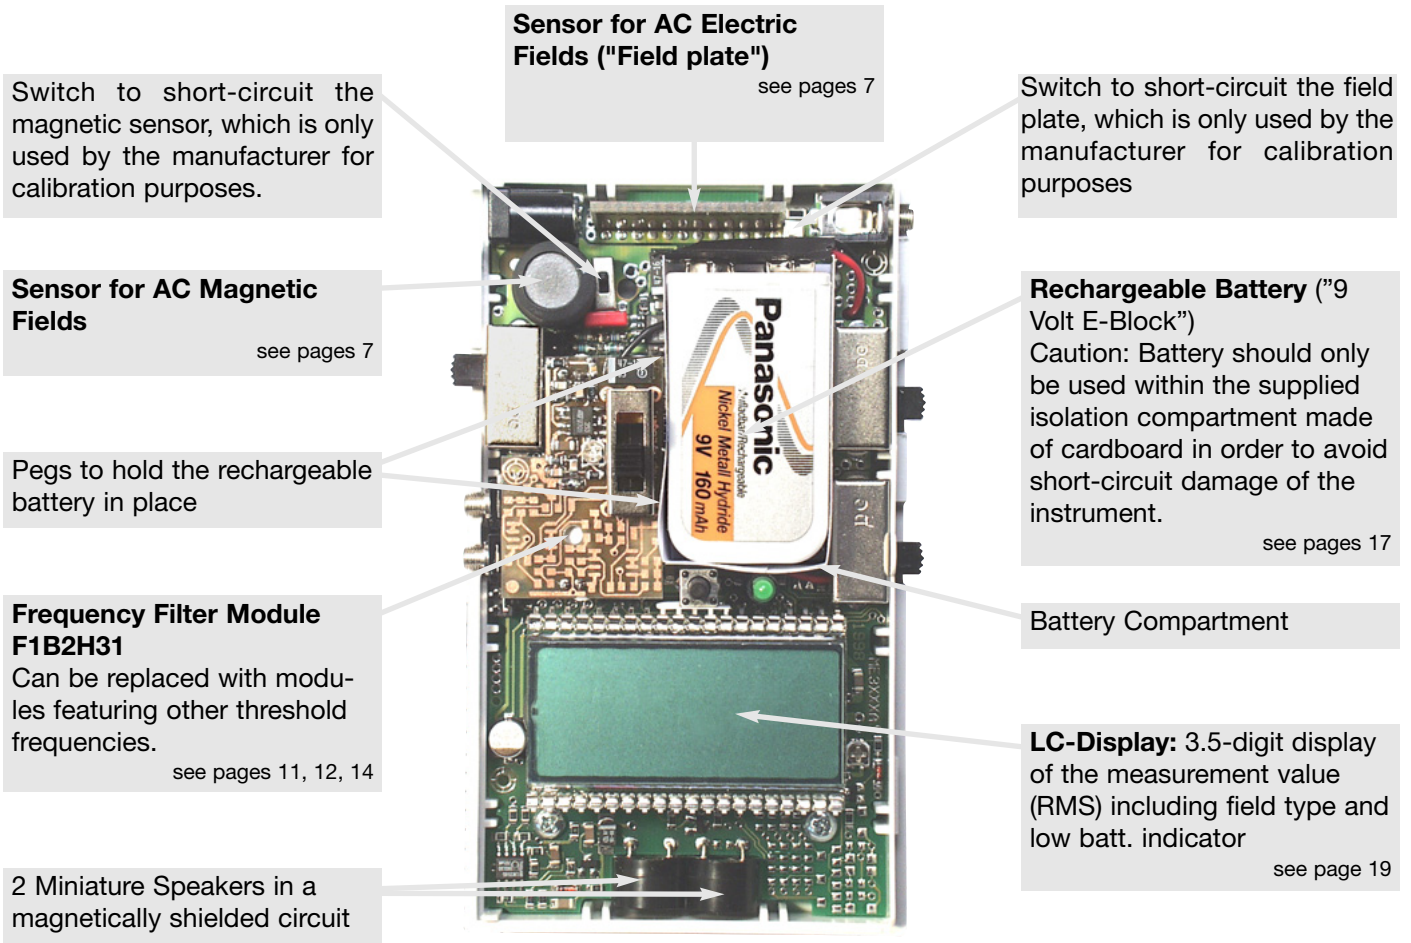 Sensor for AC Electric
Fields ("Field plate")
see pages 7
Switch to short-circuit the
magnetic sensor, which is only
used by the manufacturer for
calibration purposes.
Switch to short-circuit the field
plate, which is only used by the
manufacturer for calibration
purposes
Sensor for AC Magnetic
Fields
see pages 7
Rechargeable Battery (”9
Volt E-Block”)
Caution: Battery should only
be used within the supplied
isolation compartment made
of cardboard in order to avoid
short-circuit damage of the
instrument.
see pages 17
Pegs to hold the rechargeable
battery in place
Panasonic
Nickel Metall Hydride
9V 160 mAh
Frequency Filter Module
F1B2H31
Can be replaced with modu-
les featuring other threshold
frequencies.
see pages 11, 12, 14
Battery Compartment
LC-Display: 3.5-digit display
of the measurement value
(RMS) including field type and
low batt. indicator
see page 19
2 Miniature Speakers in a
magnetically shielded circuit